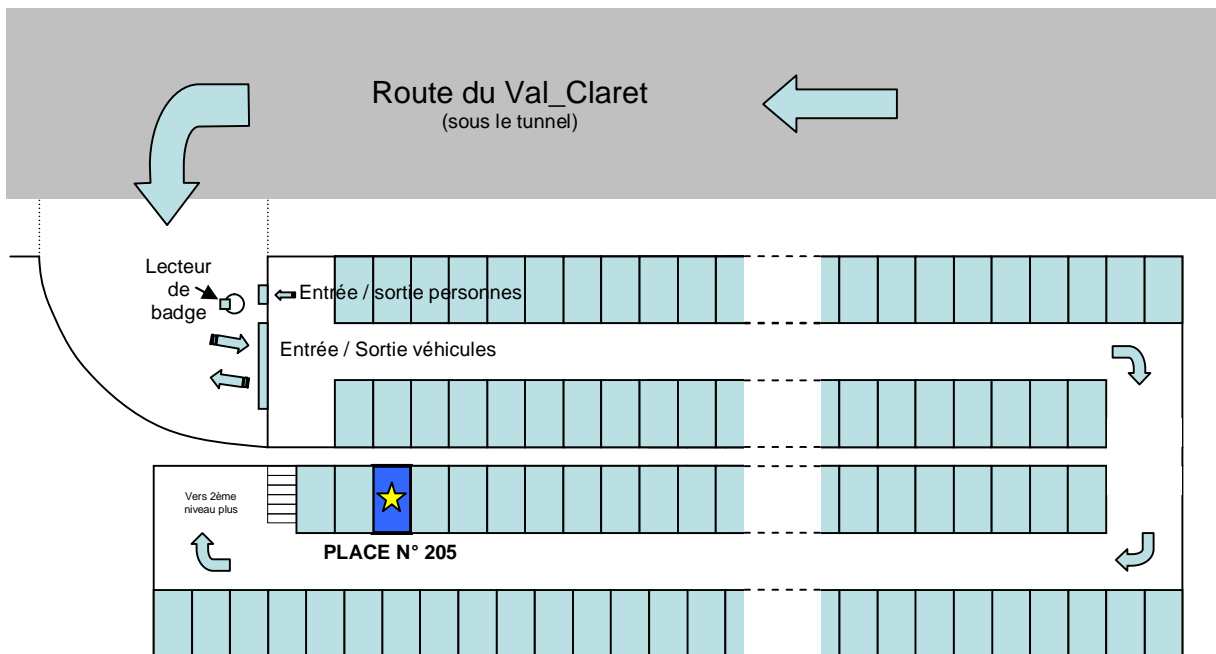 Route du Val_Claret
(sous le tunnel)
Lecteur
de
badge
Entrée / sortie personnes
Entrée / Sortie véhicules
Vers 2ème
niveau plus
PLACE N° 205